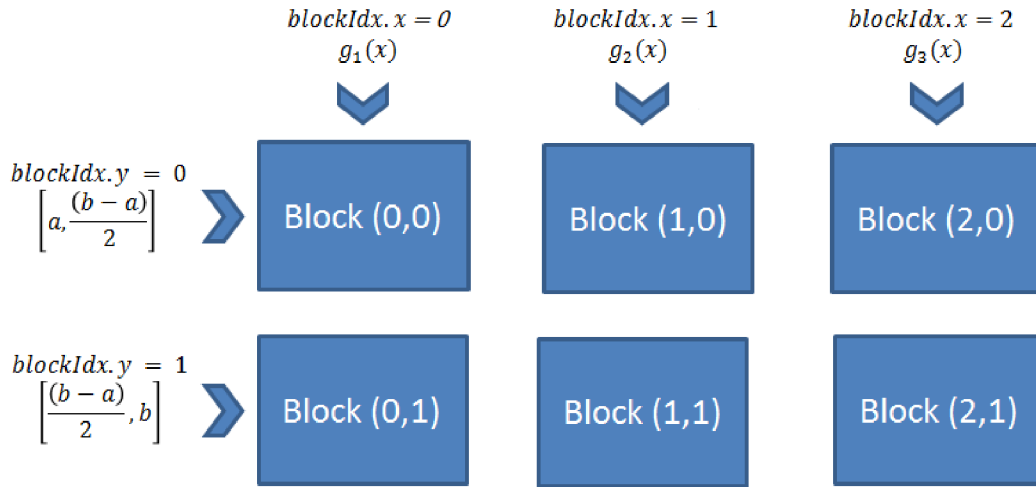 blockIdx.x = 0
g₁(x)
blockIdx.x = 1
g₂(x)
blockIdx.x = 2
g₃(x)
blockIdx.y = 0
[a, (b − a)/2]
Block (0,0)
Block (1,0)
Block (2,0)
blockIdx.y = 1
[(b − a)/2, b]
Block (0,1)
Block (1,1)
Block (2,1)